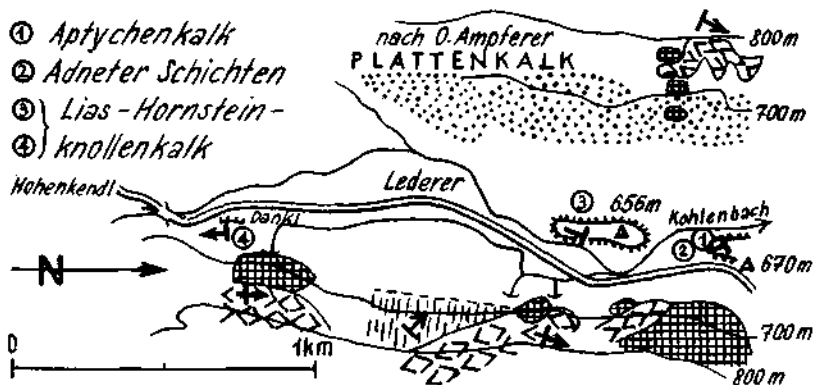 ① Aptychenkalk
② Adneter Schichten
③ Lias-Hornstein-
④ knollenkalk
nach O. Ampferer
PLATTENKALK
800m
700m
Hohenkendl
Lederer
Dankl
④
③ 656m
Kohlenbach
② ①
670m
N
0 1km
700m
800m